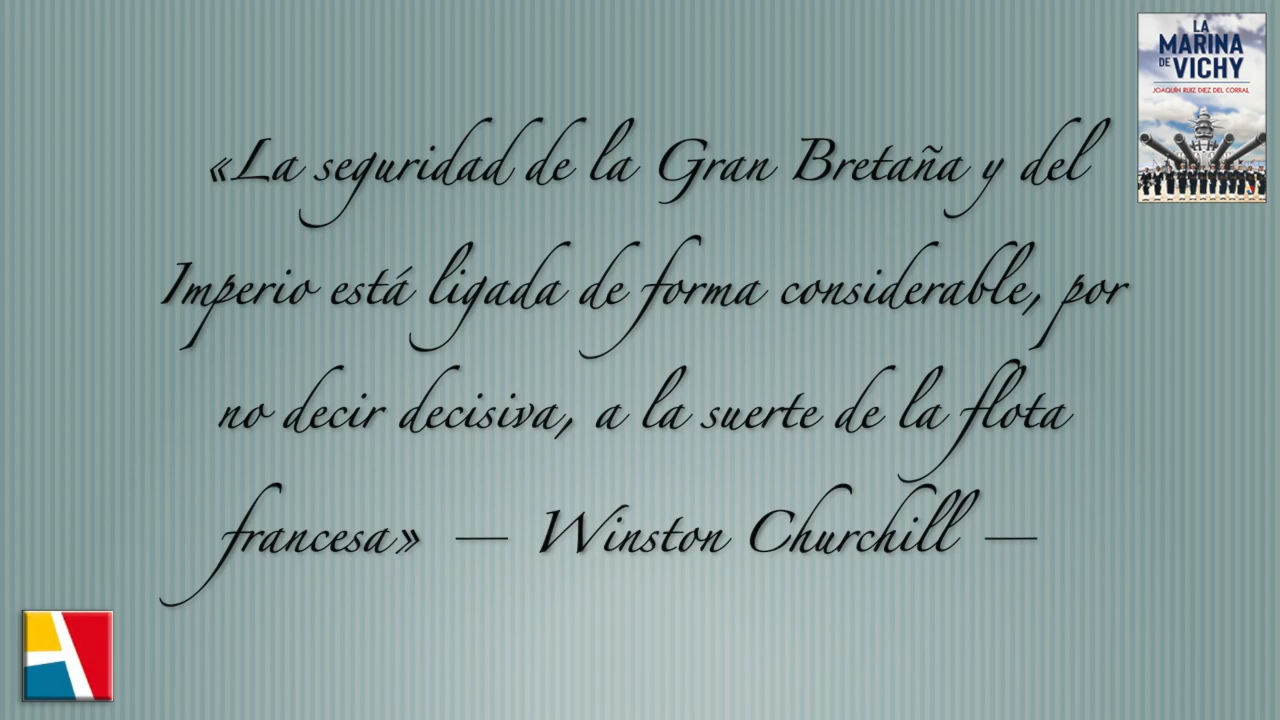 LA
MARINA
DE VICHY
JOAQUÍN RUIZ DIEZ DEL CORRAL
«La seguridad de la Gran Bretaña y del
Imperio está ligada de forma considerable, por
no decir decisiva, a la suerte de la flota
francesa» — Winston Churchill —